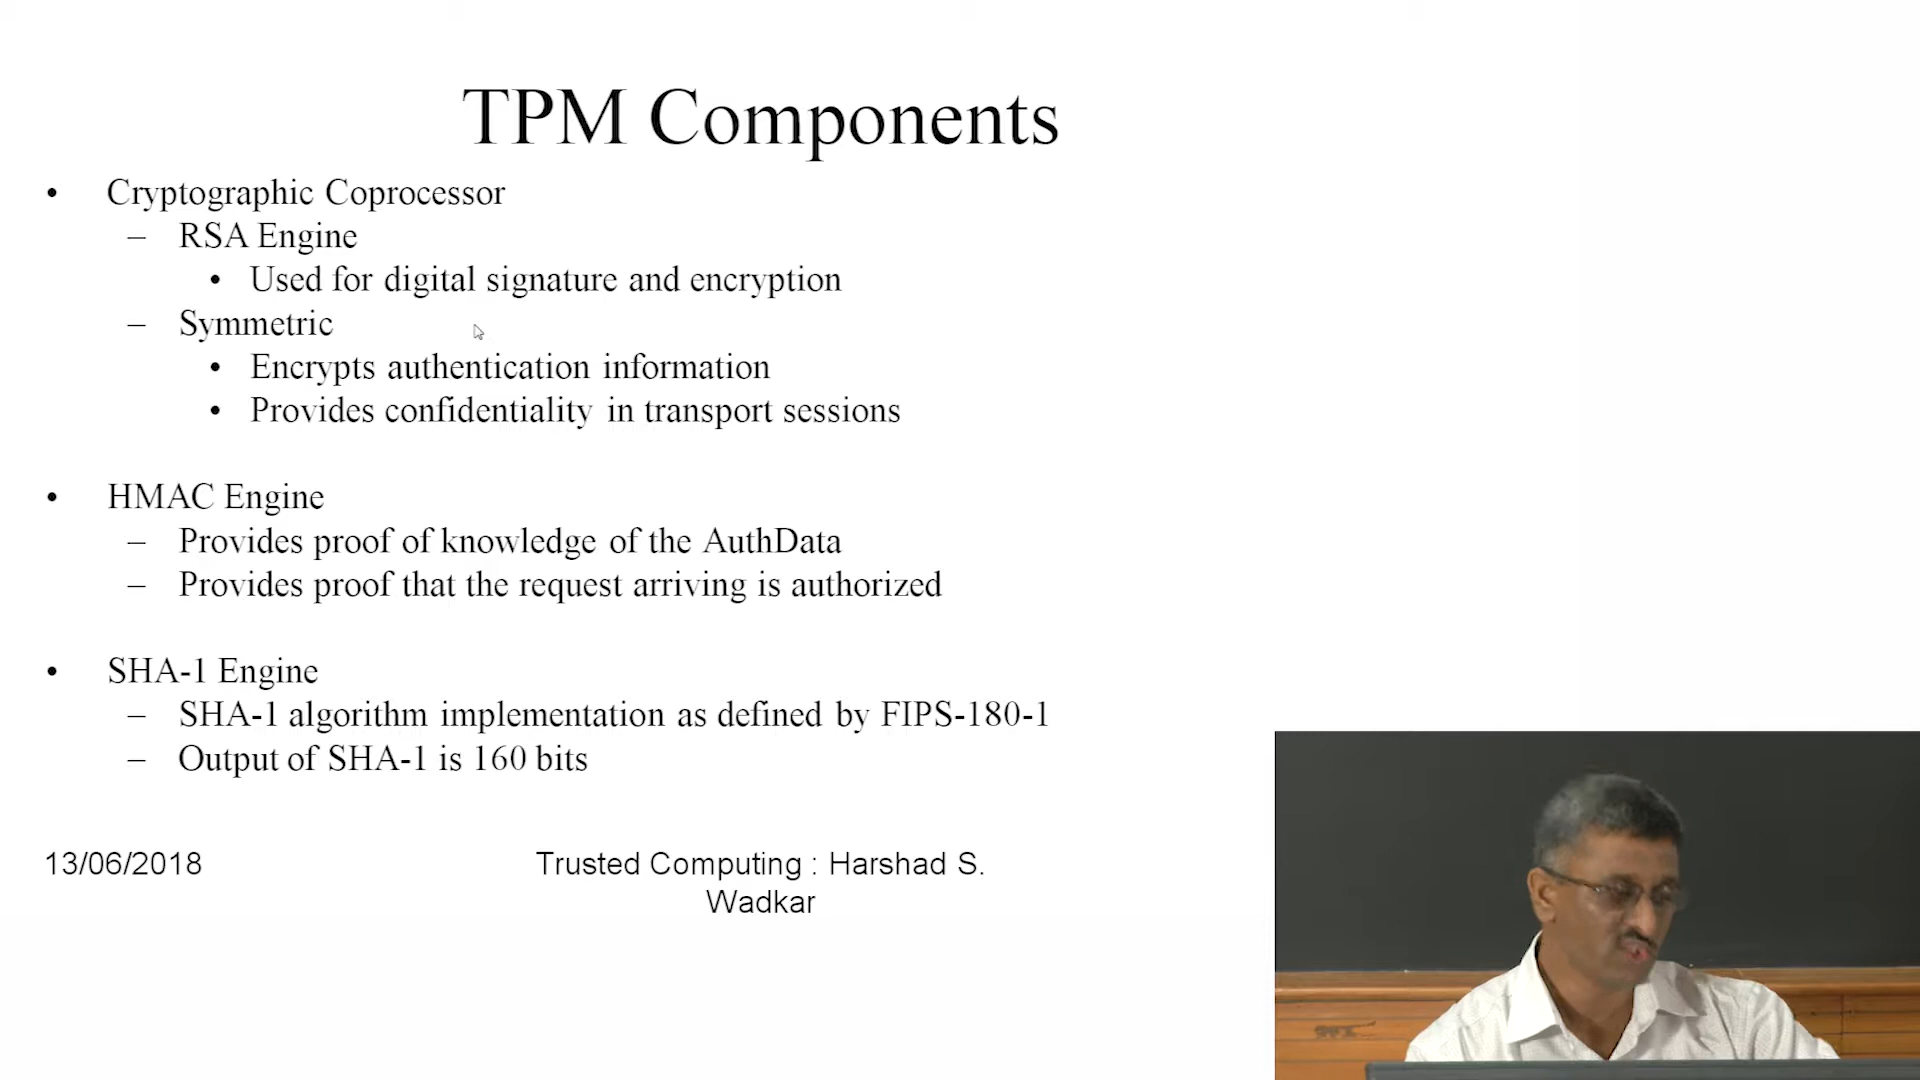 TPM Components
• Cryptographic Coprocessor
– RSA Engine
• Used for digital signature and encryption
– Symmetric
• Encrypts authentication information
• Provides confidentiality in transport sessions
• HMAC Engine
– Provides proof of knowledge of the AuthData
– Provides proof that the request arriving is authorized
• SHA-1 Engine
– SHA-1 algorithm implementation as defined by FIPS-180-1
– Output of SHA-1 is 160 bits
13/06/2018
Trusted Computing : Harshad S.
Wadkar